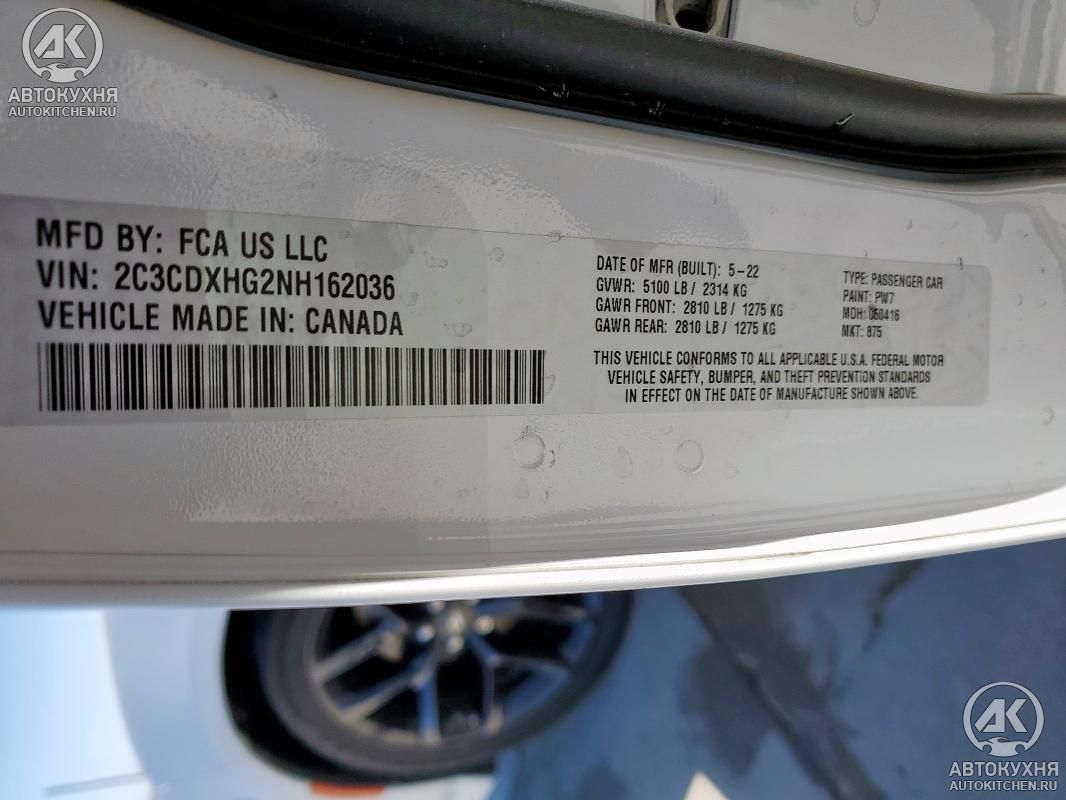 АК
АВТОКУХНЯ
AUTOKITCHEN.RU
MFD BY: FCA US LLC
VIN: 2C3CDXHG2NH162036
VEHICLE MADE IN: CANADA
DATE OF MFR (BUILT): 5-22
GVWR: 5100 LB / 2314 KG
GAWR FRONT: 2810 LB / 1275 KG
GAWR REAR: 2810 LB / 1275 KG
TYPE: PASSENGER CAR
PAINT: PW7
MDH: 050416
MKT: 875
THIS VEHICLE CONFORMS TO ALL APPLICABLE U.S.A. FEDERAL MOTOR
VEHICLE SAFETY, BUMPER, AND THEFT PREVENTION STANDARDS
IN EFFECT ON THE DATE OF MANUFACTURE SHOWN ABOVE.
АК
АВТОКУХНЯ
AUTOKITCHEN.RU